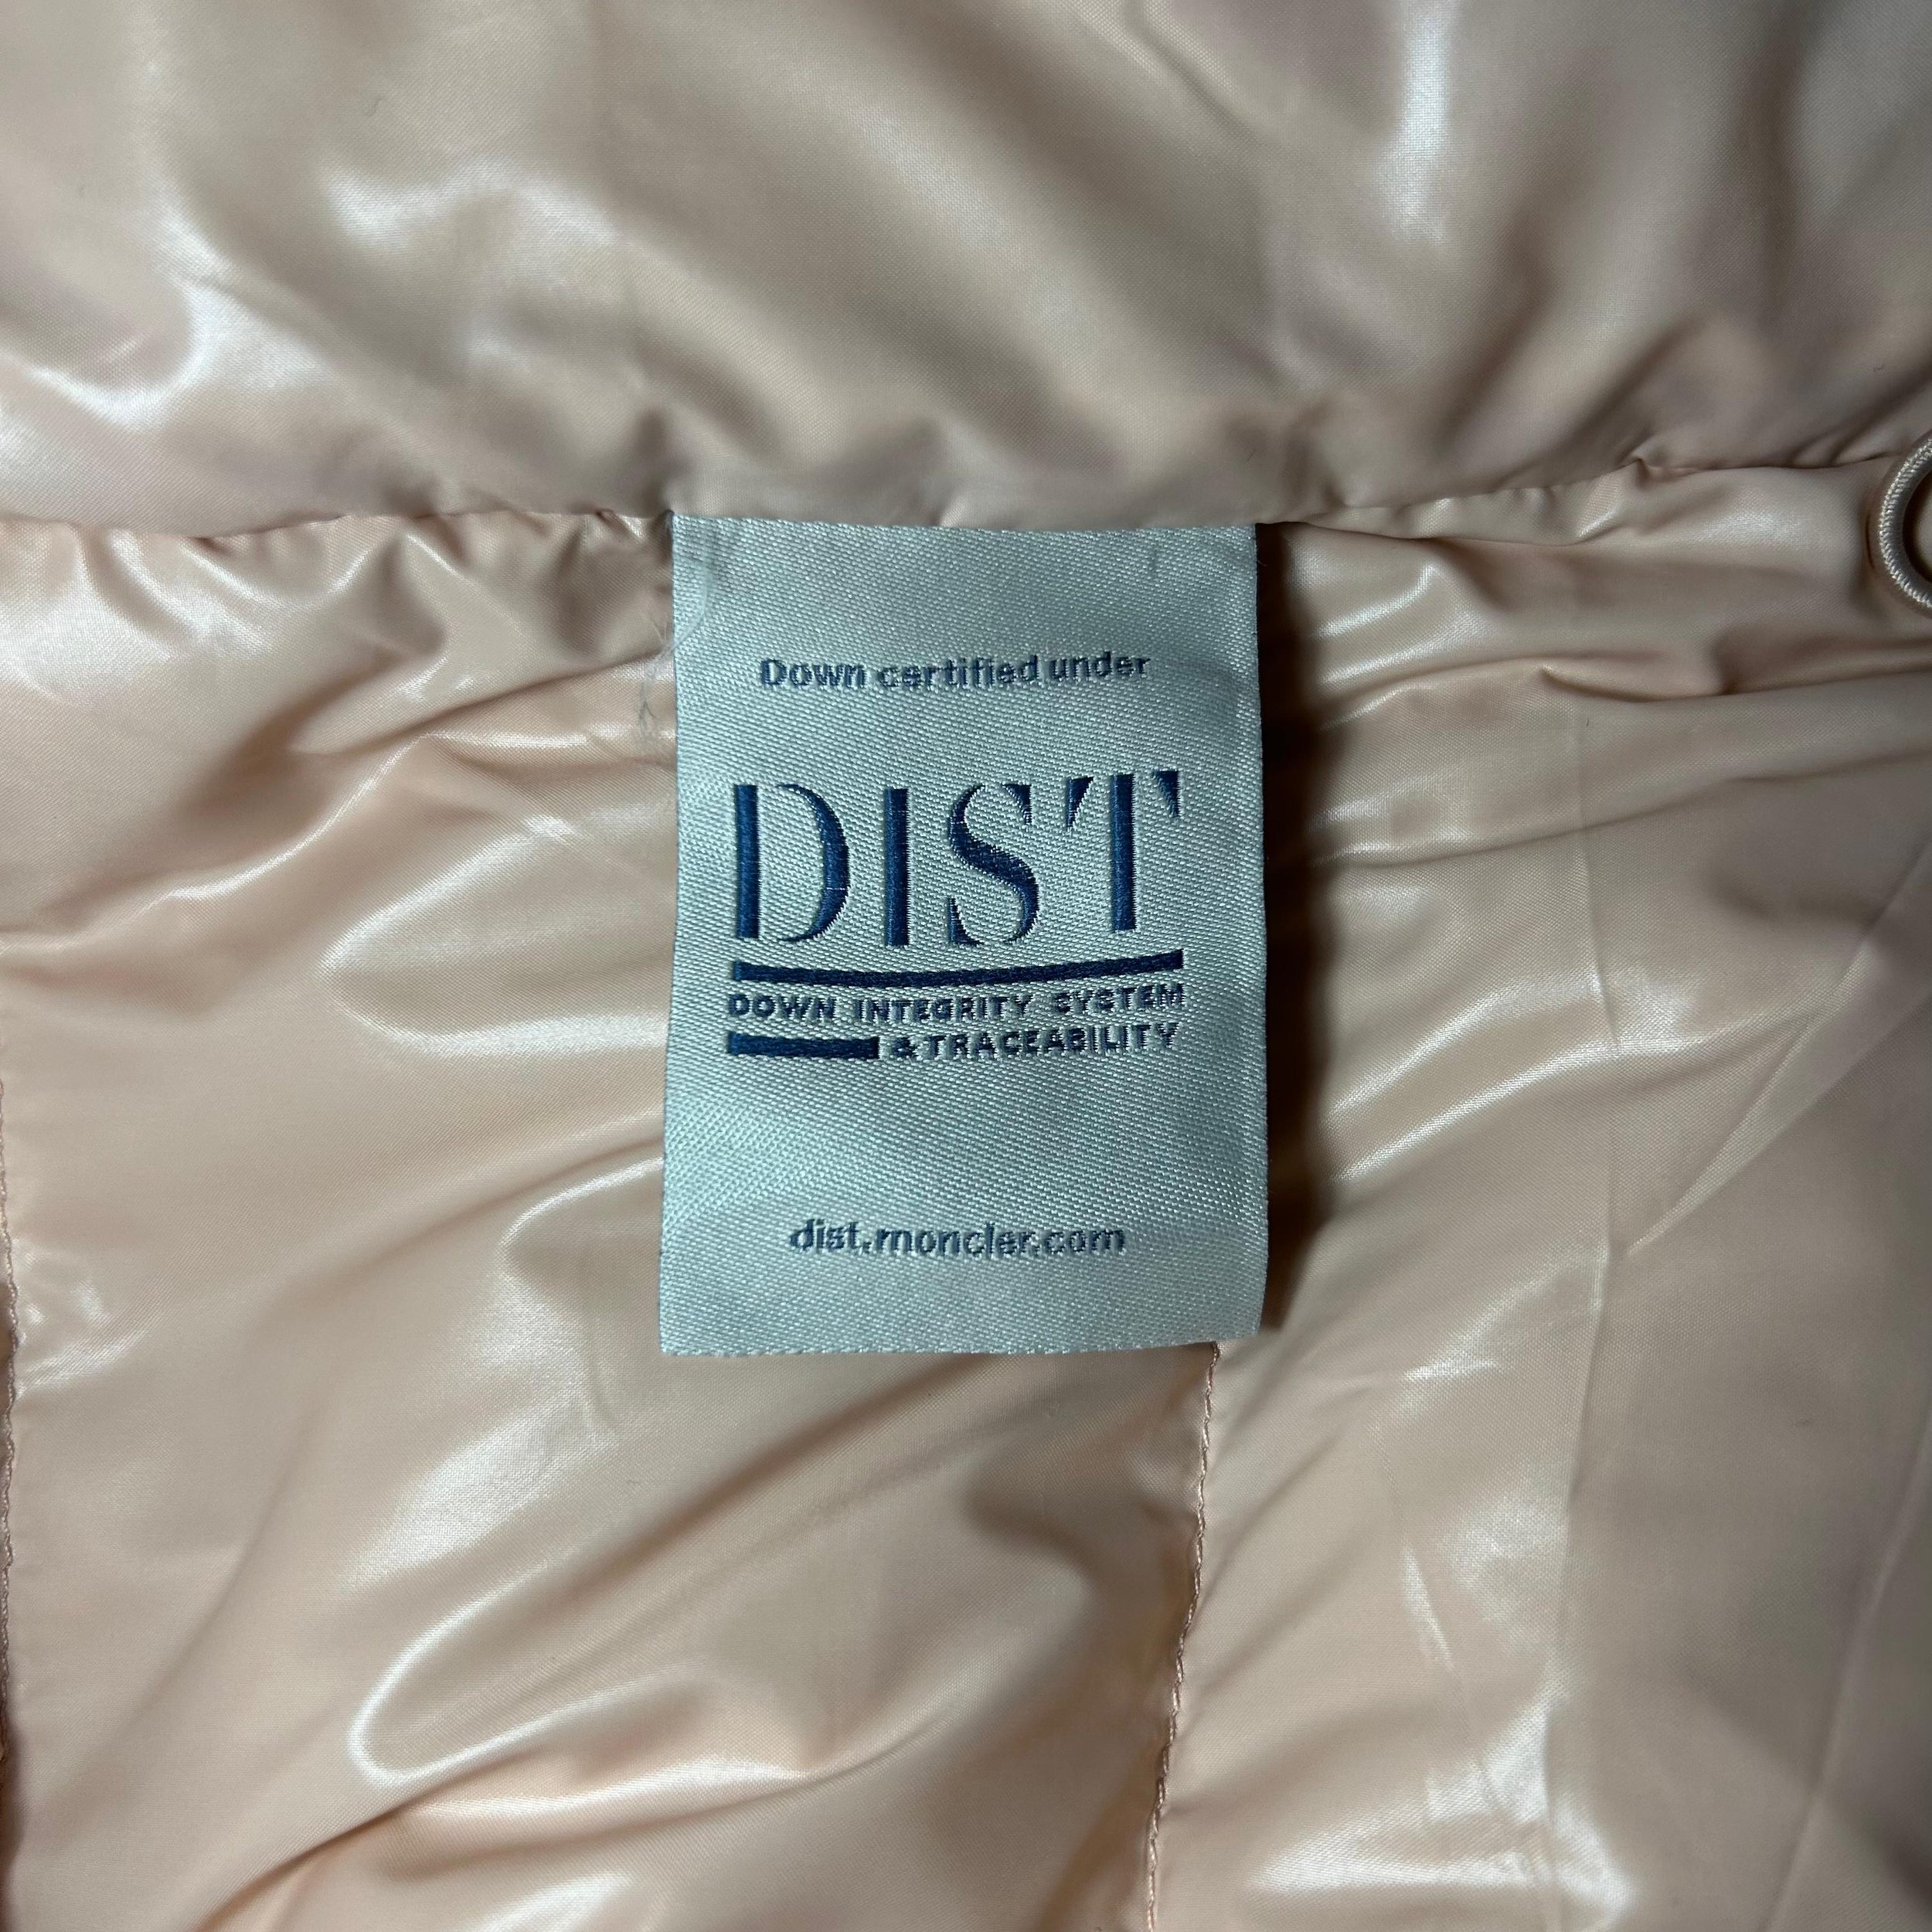 Down certified under
DIST
DOWN INTEGRITY SYSTEM
& TRACEABILITY
dist.moncler.com